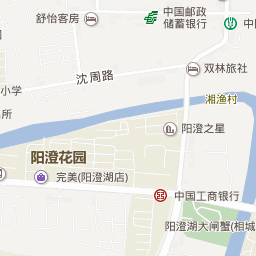 舒怡客房
中国邮政
储蓄银行
中国
沈周路
双林旅社
小学
湘渔村
所
阳澄之星
阳澄花园
完美(阳澄湖店)
中国工商银行
阳澄湖大闸蟹(相城